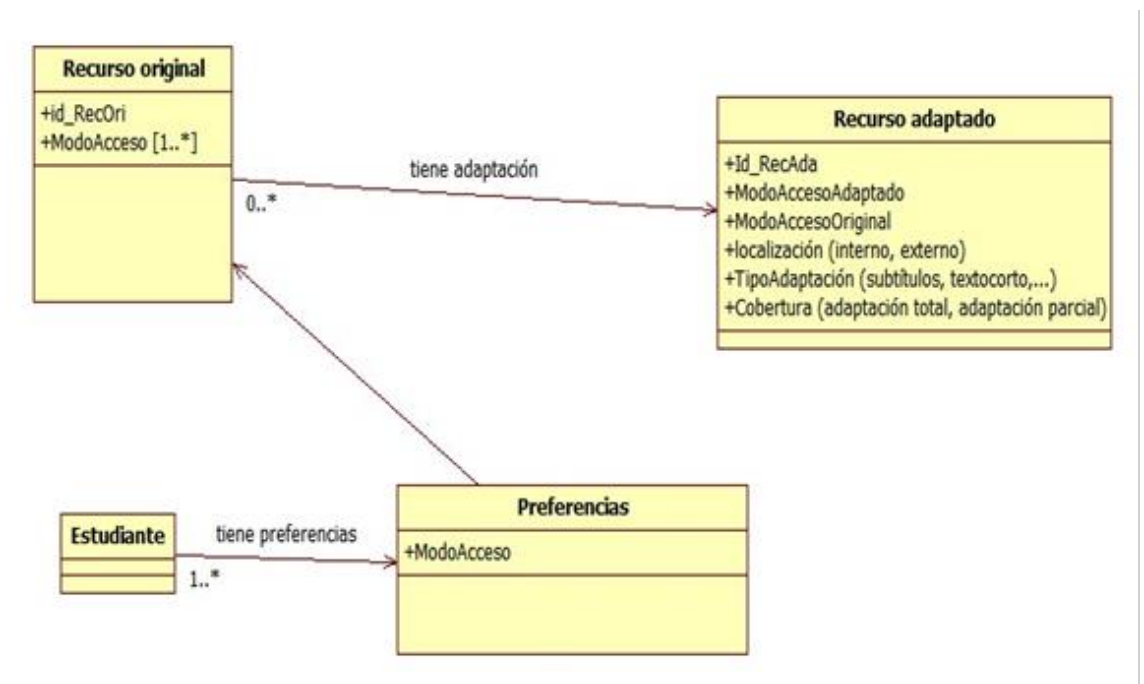 Recurso original
+id_RecOri
+ModoAcceso [1..*]
tiene adaptación
0..*
Recurso adaptado
+Id_RecAda
+ModoAccesoAdaptado
+ModoAccesoOriginal
+localización (interno, externo)
+TipoAdaptación (subtítulos, textocorto,...)
+Cobertura (adaptación total, adaptación parcial)
Estudiante
tiene preferencias
1..*
Preferencias
+ModoAcceso